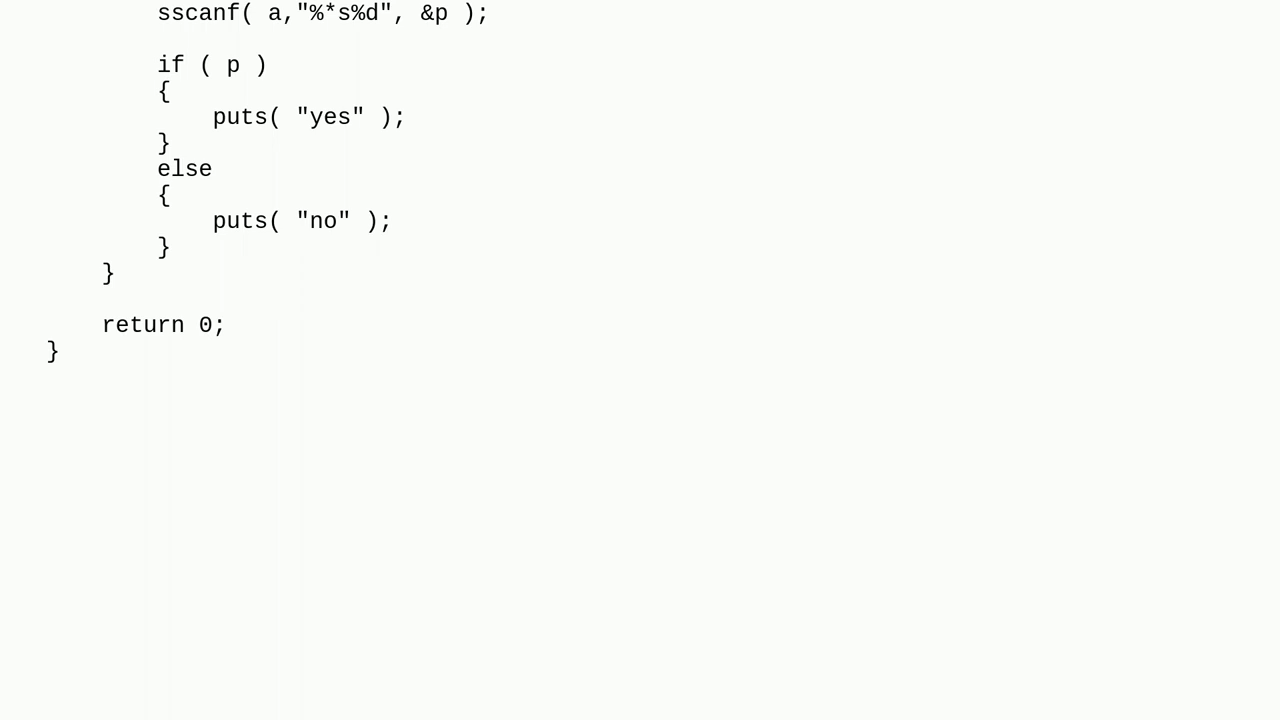 sscanf( a,"%*s%d", &p );
if ( p )
{
puts( "yes" );
}
else
{
puts( "no" );
}
}
return 0;
}